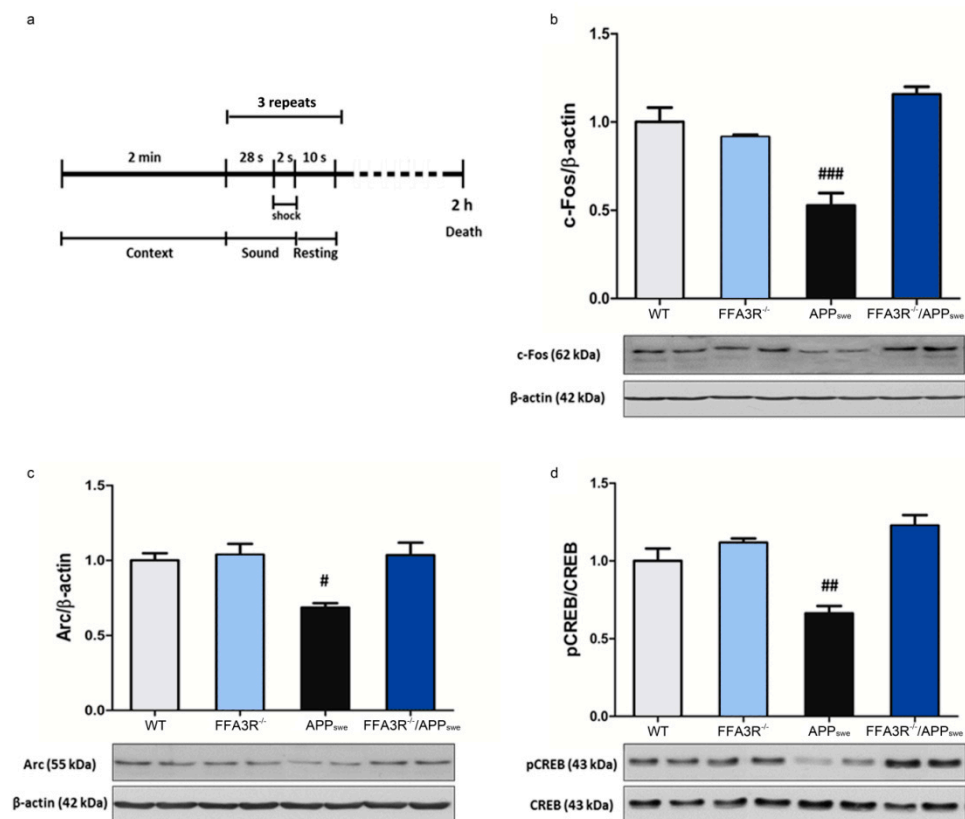 a
3 repeats
2 min
28 s
2 s
10 s
shock
2 h
Death
Context
Sound
Resting
b
c-Fos/β-actin
1.5
1.0
0.5
0.0
###
WT
FFA3R-/-
APPswe
FFA3R-/-/APPswe
c-Fos (62 kDa)
β-actin (42 kDa)
c
Arc/β-actin
1.5
1.0
0.5
0.0
#
WT
FFA3R-/-
APPswe
FFA3R-/-/APPswe
Arc (55 kDa)
β-actin (42 kDa)
d
pCREB/CREB
1.5
1.0
0.5
0.0
##
WT
FFA3R-/-
APPswe
FFA3R-/-/APPswe
pCREB (43 kDa)
CREB (43 kDa)